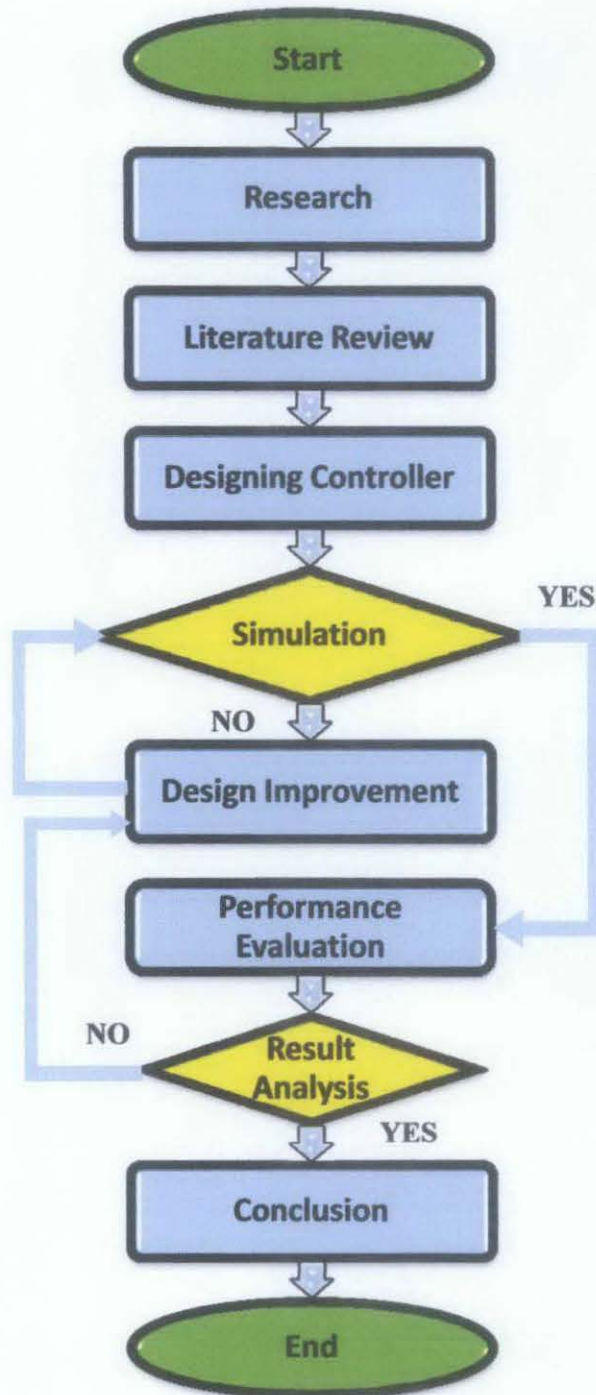 Start
Research
Literature Review
Designing Controller
YES
Simulation
NO
Design Improvement
Performance
Evaluation
NO
Result
Analysis
YES
Conclusion
End